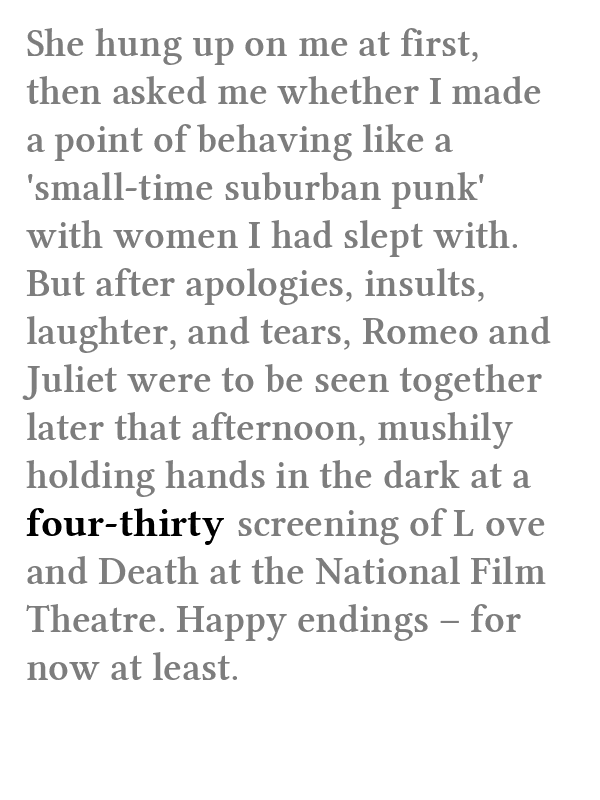 She hung up on me at first,
then asked me whether I made
a point of behaving like a
'small-time suburban punk'
with women I had slept with.
But after apologies, insults,
laughter, and tears, Romeo and
Juliet were to be seen together
later that afternoon, mushily
holding hands in the dark at a
four-thirty screening of L ove
and Death at the National Film
Theatre. Happy endings – for
now at least.